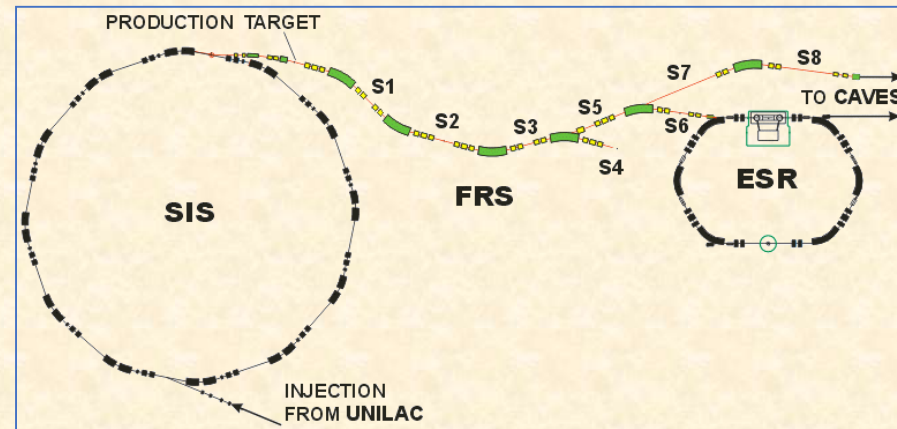 PRODUCTION TARGET
S1
S2
S3
S4
S5
S6
S7
S8
TO CAVES
SIS
FRS
ESR
INJECTION
FROM UNILAC